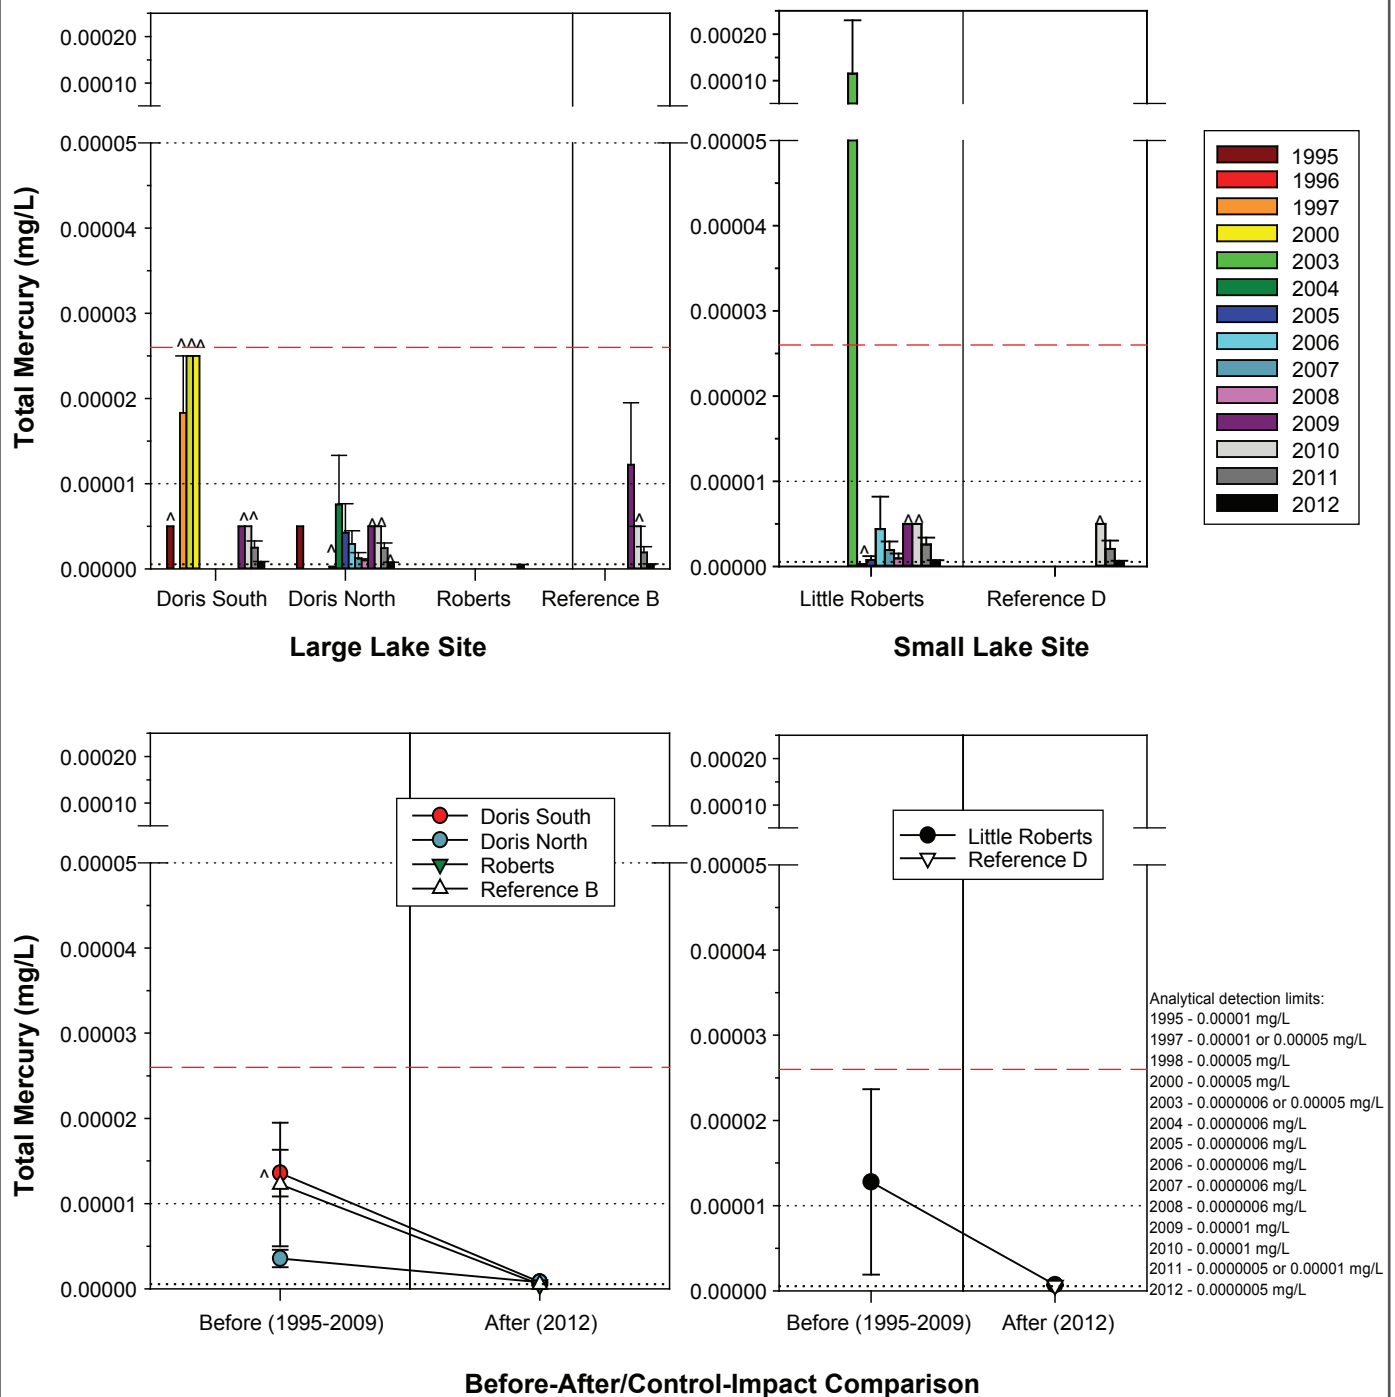 Total Mercury (mg/L)
0.00020
0.00010
0.00005
0.00004
0.00003
0.00002
0.00001
0.00000
^ ^^^ ^^ ^ ^^ ^ ^
Doris South Doris North Roberts Reference B
Large Lake Site
0.00020
0.00010
0.00005
0.00004
0.00003
0.00002
0.00001
0.00000
^ ^^ ^
Little Roberts Reference D
Small Lake Site
1995
1996
1997
2000
2003
2004
2005
2006
2007
2008
2009
2010
2011
2012
Total Mercury (mg/L)
0.00020
0.00010
0.00005
0.00004
0.00003
0.00002
0.00001
0.00000
Doris South
Doris North
Roberts
Reference B
^
Before (1995-2009) After (2012)
0.00020
0.00010
0.00005
0.00004
0.00003
0.00002
0.00001
0.00000
Little Roberts
Reference D
Before (1995-2009) After (2012)
Analytical detection limits:
1995 - 0.00001 mg/L
1997 - 0.00001 or 0.00005 mg/L
1998 - 0.00005 mg/L
2000 - 0.00005 mg/L
2003 - 0.0000006 or 0.00005 mg/L
2004 - 0.0000006 mg/L
2005 - 0.0000006 mg/L
2006 - 0.0000006 mg/L
2007 - 0.0000006 mg/L
2008 - 0.0000006 mg/L
2009 - 0.00001 mg/L
2010 - 0.00001 mg/L
2011 - 0.0000005 or 0.00001 mg/L
2012 - 0.0000005 mg/L
Before-After/Control-Impact Comparison